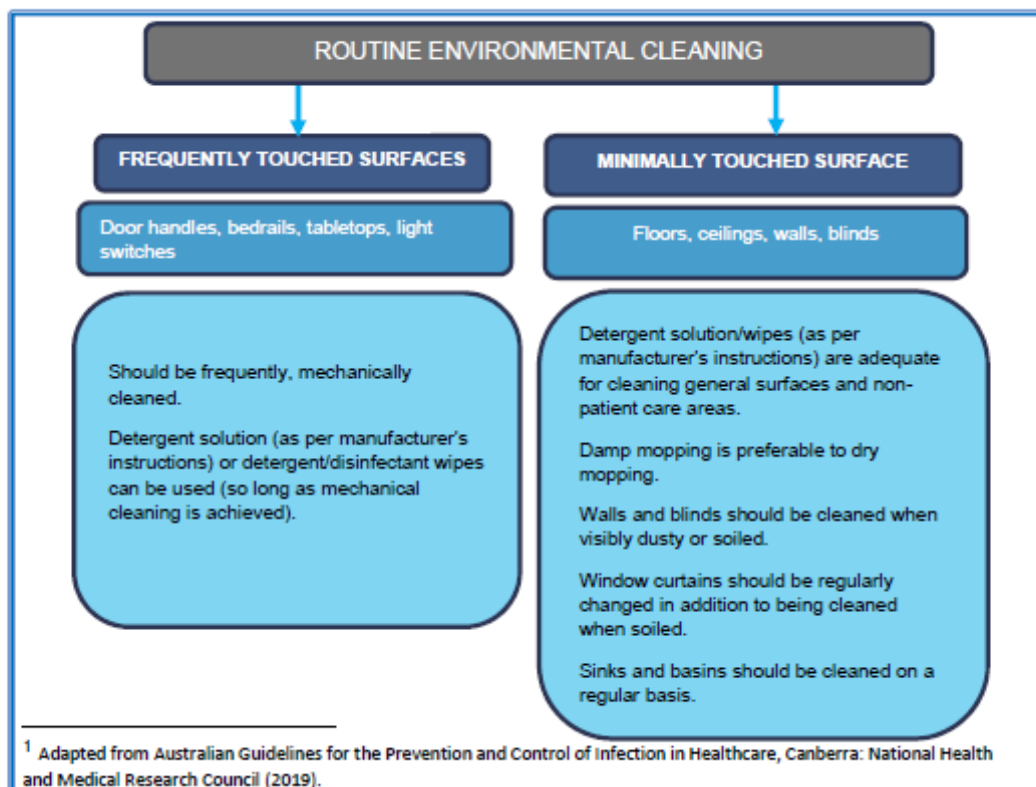 ROUTINE ENVIRONMENTAL CLEANING
FREQUENTLY TOUCHED SURFACES
Door handles, bedrails, tabletops, light
switches
Should be frequently, mechanically
cleaned.
Detergent solution (as per manufacturer's
instructions) or detergent/disinfectant wipes
can be used (so long as mechanical
cleaning is achieved).
MINIMALLY TOUCHED SURFACE
Floors, ceilings, walls, blinds
Detergent solution/wipes (as per
manufacturer's instructions) are adequate
for cleaning general surfaces and non-
patient care areas.
Damp mopping is preferable to dry
mopping.
Walls and blinds should be cleaned when
visibly dusty or soiled.
Window curtains should be regularly
changed in addition to being cleaned
when soiled.
Sinks and basins should be cleaned on a
regular basis.
1 Adapted from Australian Guidelines for the Prevention and Control of Infection in Healthcare, Canberra: National Health
and Medical Research Council (2019).